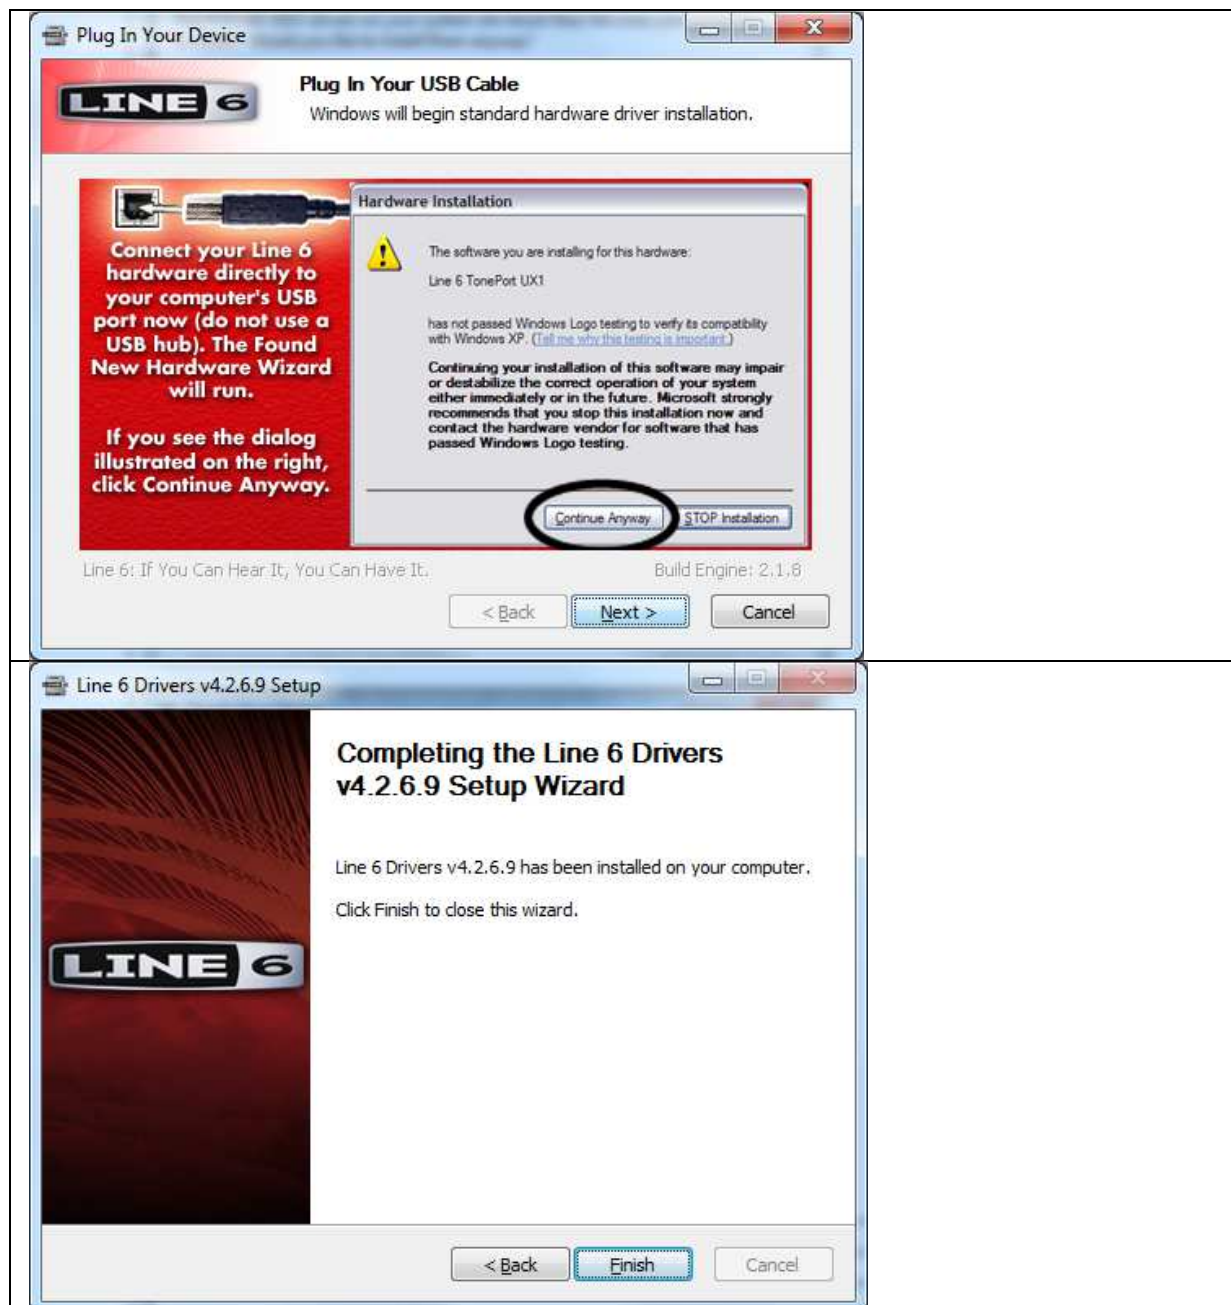 Plug In Your Device
LINE 6
Plug In Your USB Cable
Windows will begin standard hardware driver installation.
Connect your Line 6
hardware directly to
your computer's USB
port now (do not use a
USB hub). The Found
New Hardware Wizard
will run.
If you see the dialog
illustrated on the right,
click Continue Anyway.
Hardware Installation
The software you are installing for this hardware:
Line 6 TonePort UX1
has not passed Windows Logo testing to verify its compatibility
with Windows XP. (Tell me why this testing is important.)
Continuing your installation of this software may impair
or destabilize the correct operation of your system
either immediately or in the future. Microsoft strongly
recommends that you stop this installation now and
contact the hardware vendor for software that has
passed Windows Logo testing.
Continue Anyway
STOP Installation
Line 6: If You Can Hear It, You Can Have It.
Build Engine: 2.1.8
< Back
Next >
Cancel
Line 6 Drivers v4.2.6.9 Setup
LINE 6
Completing the Line 6 Drivers
v4.2.6.9 Setup Wizard
Line 6 Drivers v4.2.6.9 has been installed on your computer.
Click Finish to close this wizard.
< Back
Finish
Cancel